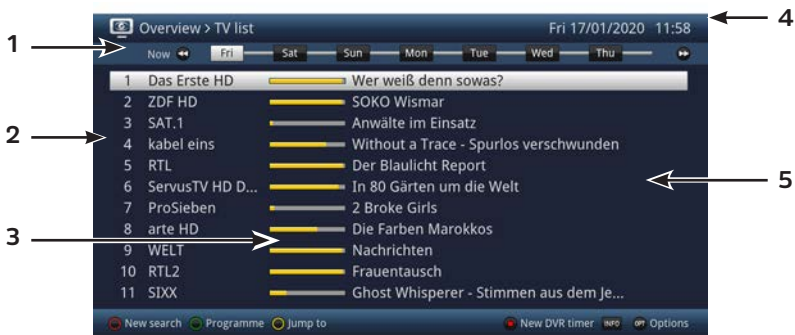 Overview > TV list Fri 17/01/2020 11:58 4
1 Now Fri Sat Sun Mon Tue Wed Thu
1 Das Erste HD Wer weiß denn sowas?
2 ZDF HD SOKO Wismar
3 SAT.1 Anwälte im Einsatz
2 4 kabel eins Without a Trace - Spurlos verschwunden
5 RTL Der Blaulicht Report
6 ServusTV HD D... In 80 Gärten um die Welt 5
7 ProSieben 2 Broke Girls
8 arte HD Die Farben Marokkos
3 9 WELT Nachrichten
10 RTL2 Frauentausch
11 SIXX Ghost Whisperer - Stimmen aus dem Je...
New search Programme Jump to New DVR timer INFO OPT Options